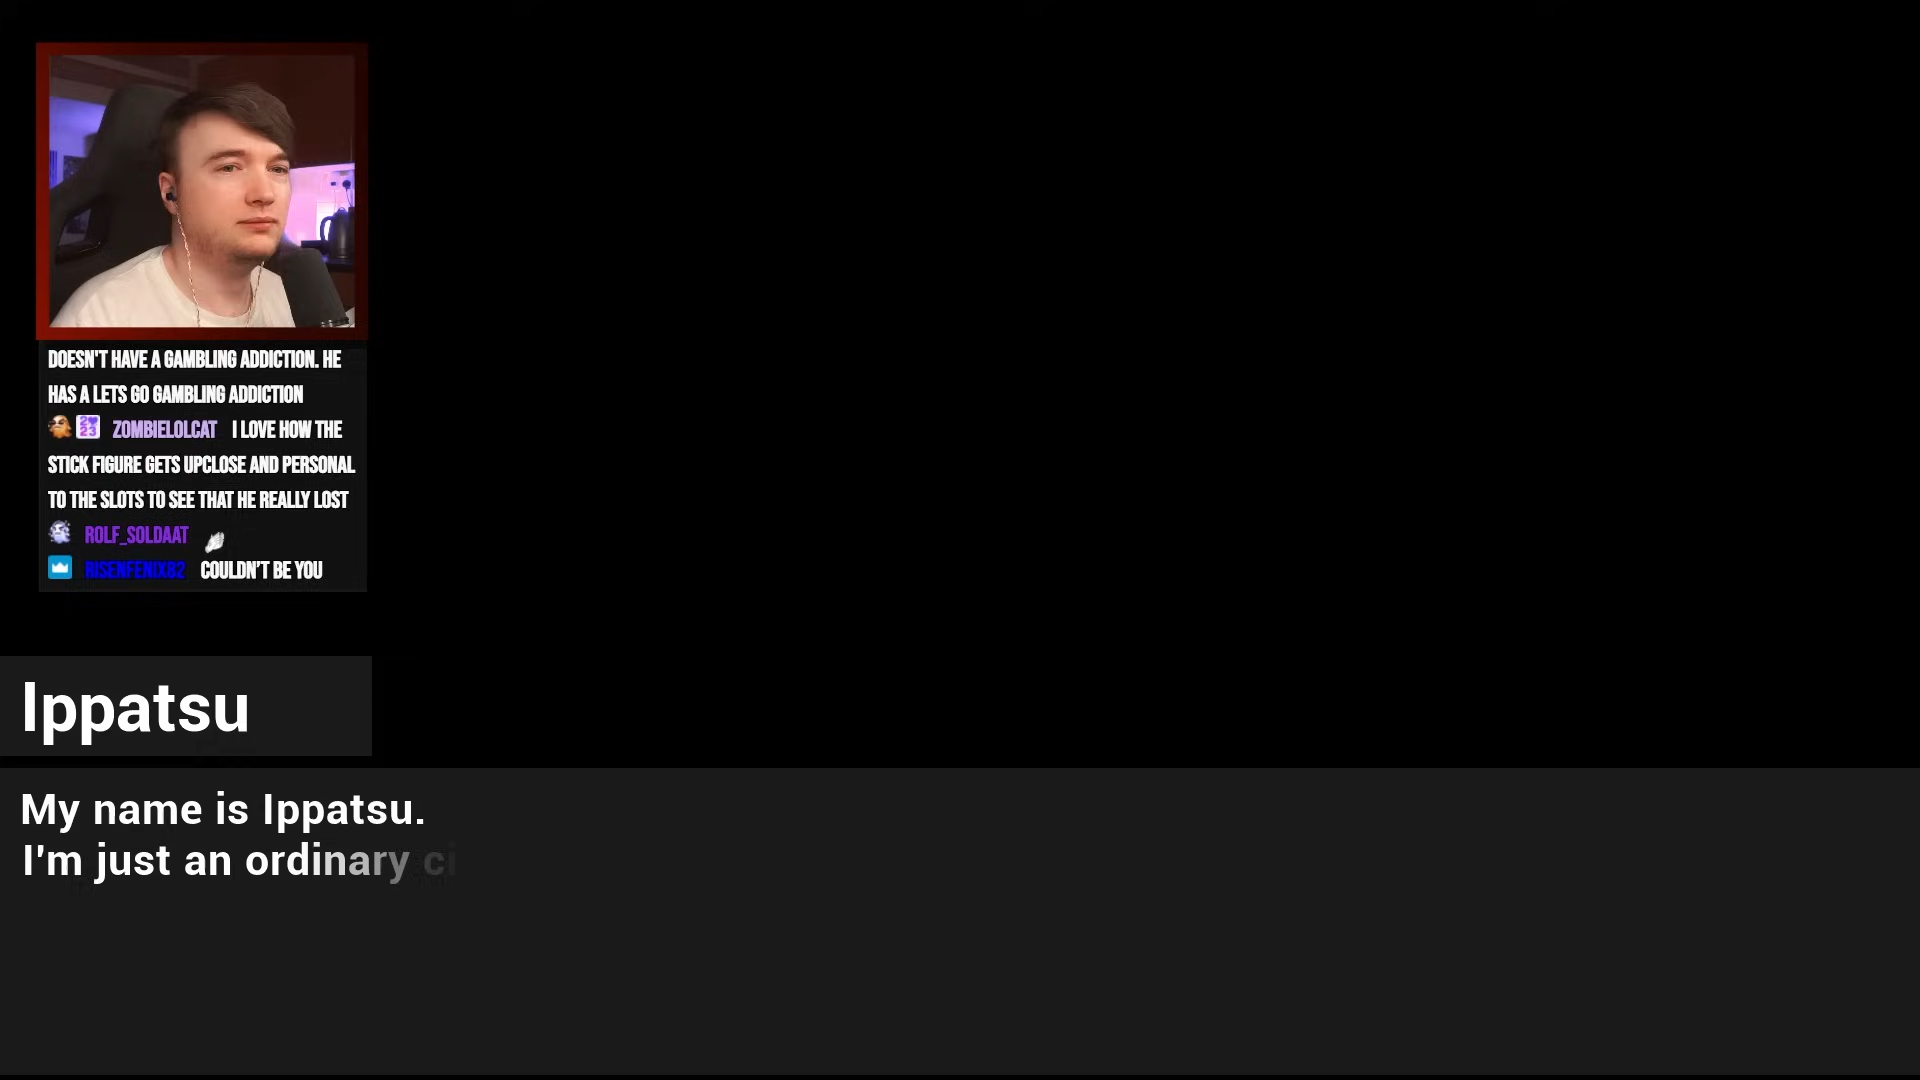 DOESN'T HAVE A GAMBLING ADDICTION. HE
HAS A LETS GO GAMBLING ADDICTION
ZOMBIELOLCAT I LOVE HOW THE
STICK FIGURE GETS UPCLOSE AND PERSONAL
TO THE SLOTS TO SEE THAT HE REALLY LOST
ROLF_SOLDAAT
RISENFENIX82 COULDN'T BE YOU
Ippatsu
My name is Ippatsu.
I'm just an ordinary ci